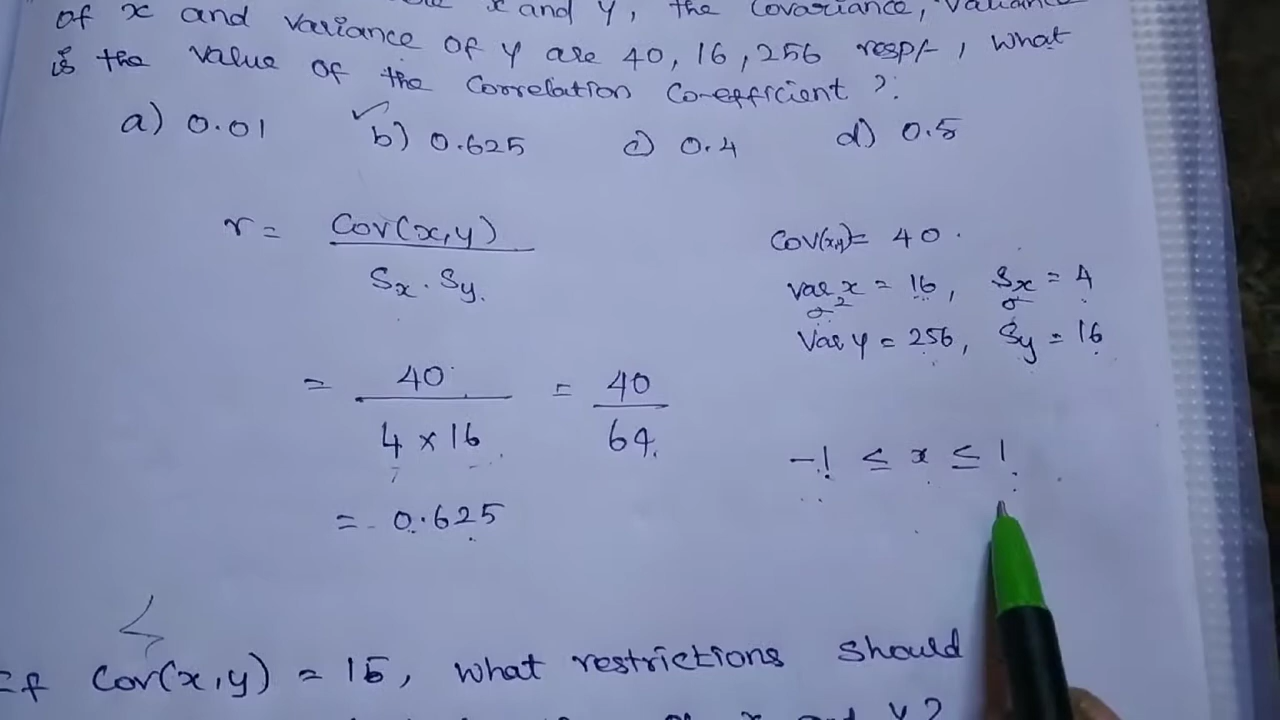 of x and variance of y are 40, 16, 256 resp/-, what
is the value of the Correlation Co-efficient ?.
a) 0.01 ✓b) 0.625 c) 0.4 d) 0.5
r = Cov(x,y) / Sx . Sy.
= 40 / 4 x 16 = 40 / 64.
= 0.625
Cov(x,y) = 40.
Var x = 16, Sx = 4
σ² σ
Var y = 256, Sy = 16
-1 ≤ x ≤ 1
If Cov(x,y) = 15, what restrictions should
x and y?